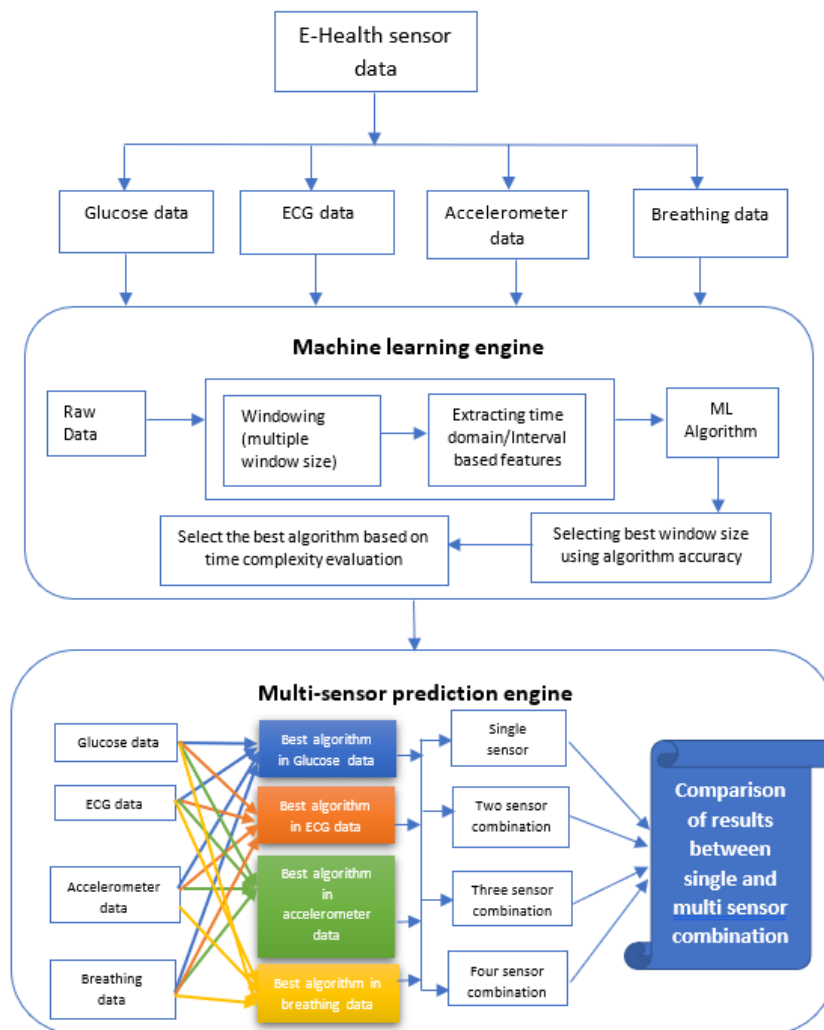 E-Health sensor
data
Glucose data
ECG data
Accelerometer
data
Breathing data
Machine learning engine
Raw
Data
Windowing
(multiple
window size)
Extracting time
domain/Interval
based features
ML
Algorithm
Select the best algorithm based on
time complexity evaluation
Selecting best window size
using algorithm accuracy
Multi-sensor prediction engine
Glucose data
ECG data
Accelerometer
data
Breathing
data
Best algorithm
in Glucose data
Best algorithm
in ECG data
Best algorithm
in
accelerometer
data
Best algorithm in
breathing data
Single
sensor
Two sensor
combination
Three sensor
combination
Four sensor
combination
Comparison
of results
between
single and
multi sensor
combination